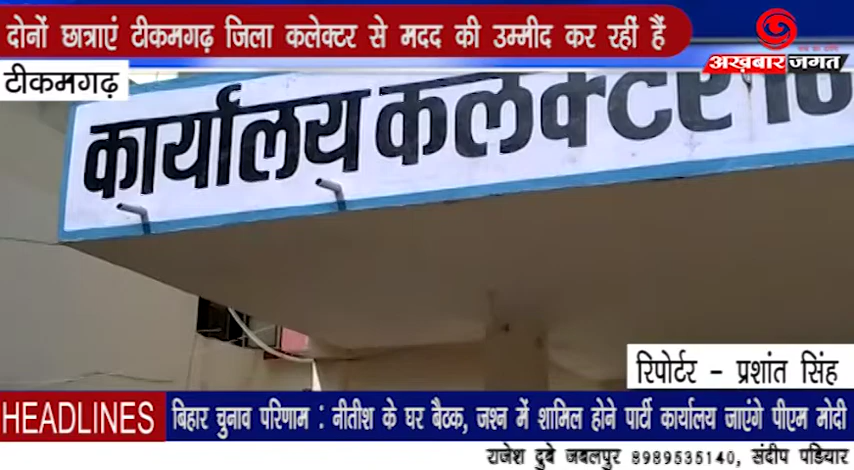 दोनों छात्राएं टीकमगढ़ जिला कलेक्टर से मदद की उम्मीद कर रहीं हैं
अख़बार जगत
टीकमगढ़
कार्यालय कलेक्टर
रिपोर्टर - प्रशांत सिंह
HEADLINES
बिहार चुनाव परिणाम : नीतीश के घर बैठक, जश्न में शामिल होने पार्टी कार्यालय जाएंगे पीएम मोदी
राजेश दुबे जबलपुर 8989535140, संदीप पडियार